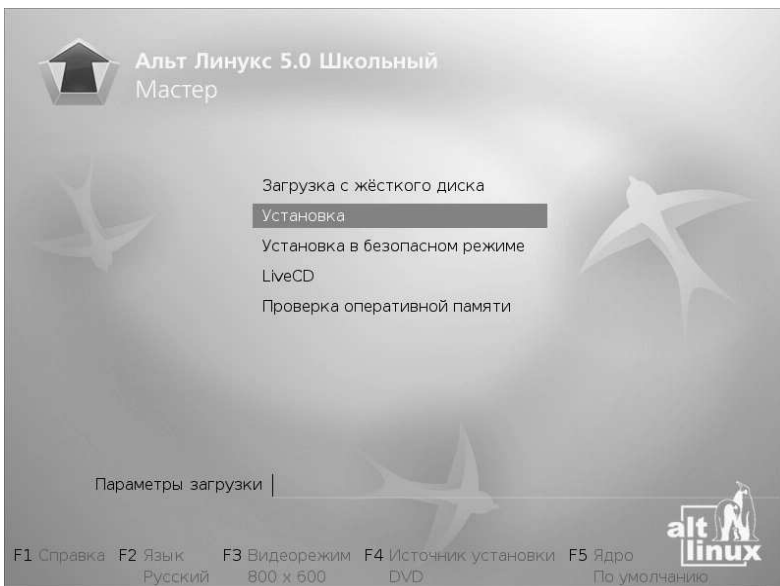 Альт Линукс 5.0 Школьный
Мастер
Загрузка с жёсткого диска
Установка
Установка в безопасном режиме
LiveCD
Проверка оперативной памяти
Параметры загрузки
alt
linux
F1 Справка F2 Язык F3 Видеорежим F4 Источник установки F5 Ядро
Русский 800 x 600 DVD По умолчанию